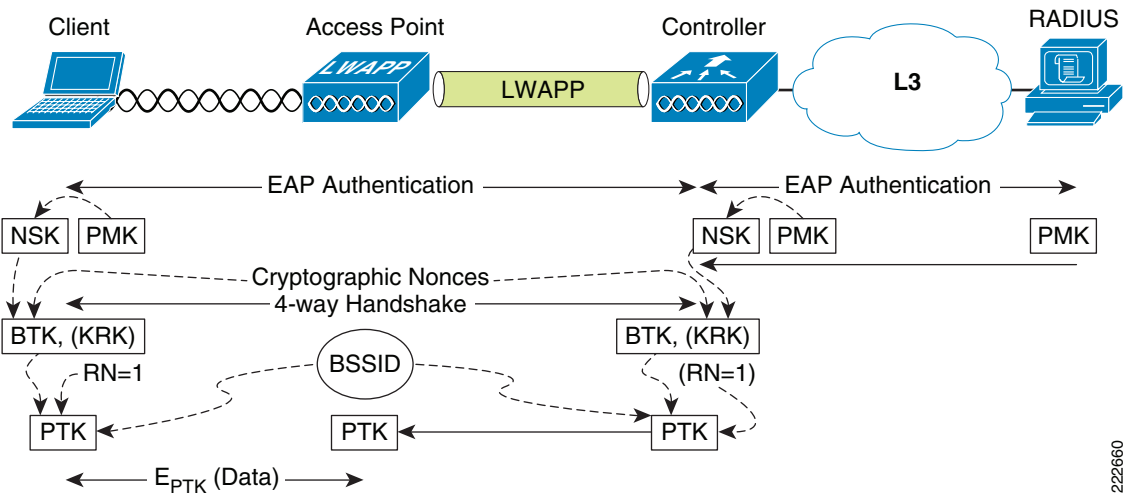 Client
Access Point
Controller
RADIUS
LWAPP
LWAPP
L3
EAP Authentication
EAP Authentication
NSK
PMK
NSK
PMK
PMK
Cryptographic Nonces
4-way Handshake
BTK, (KRK)
BTK, (KRK)
BSSID
RN=1
(RN=1)
PTK
PTK
PTK
E_PTK (Data)
222660